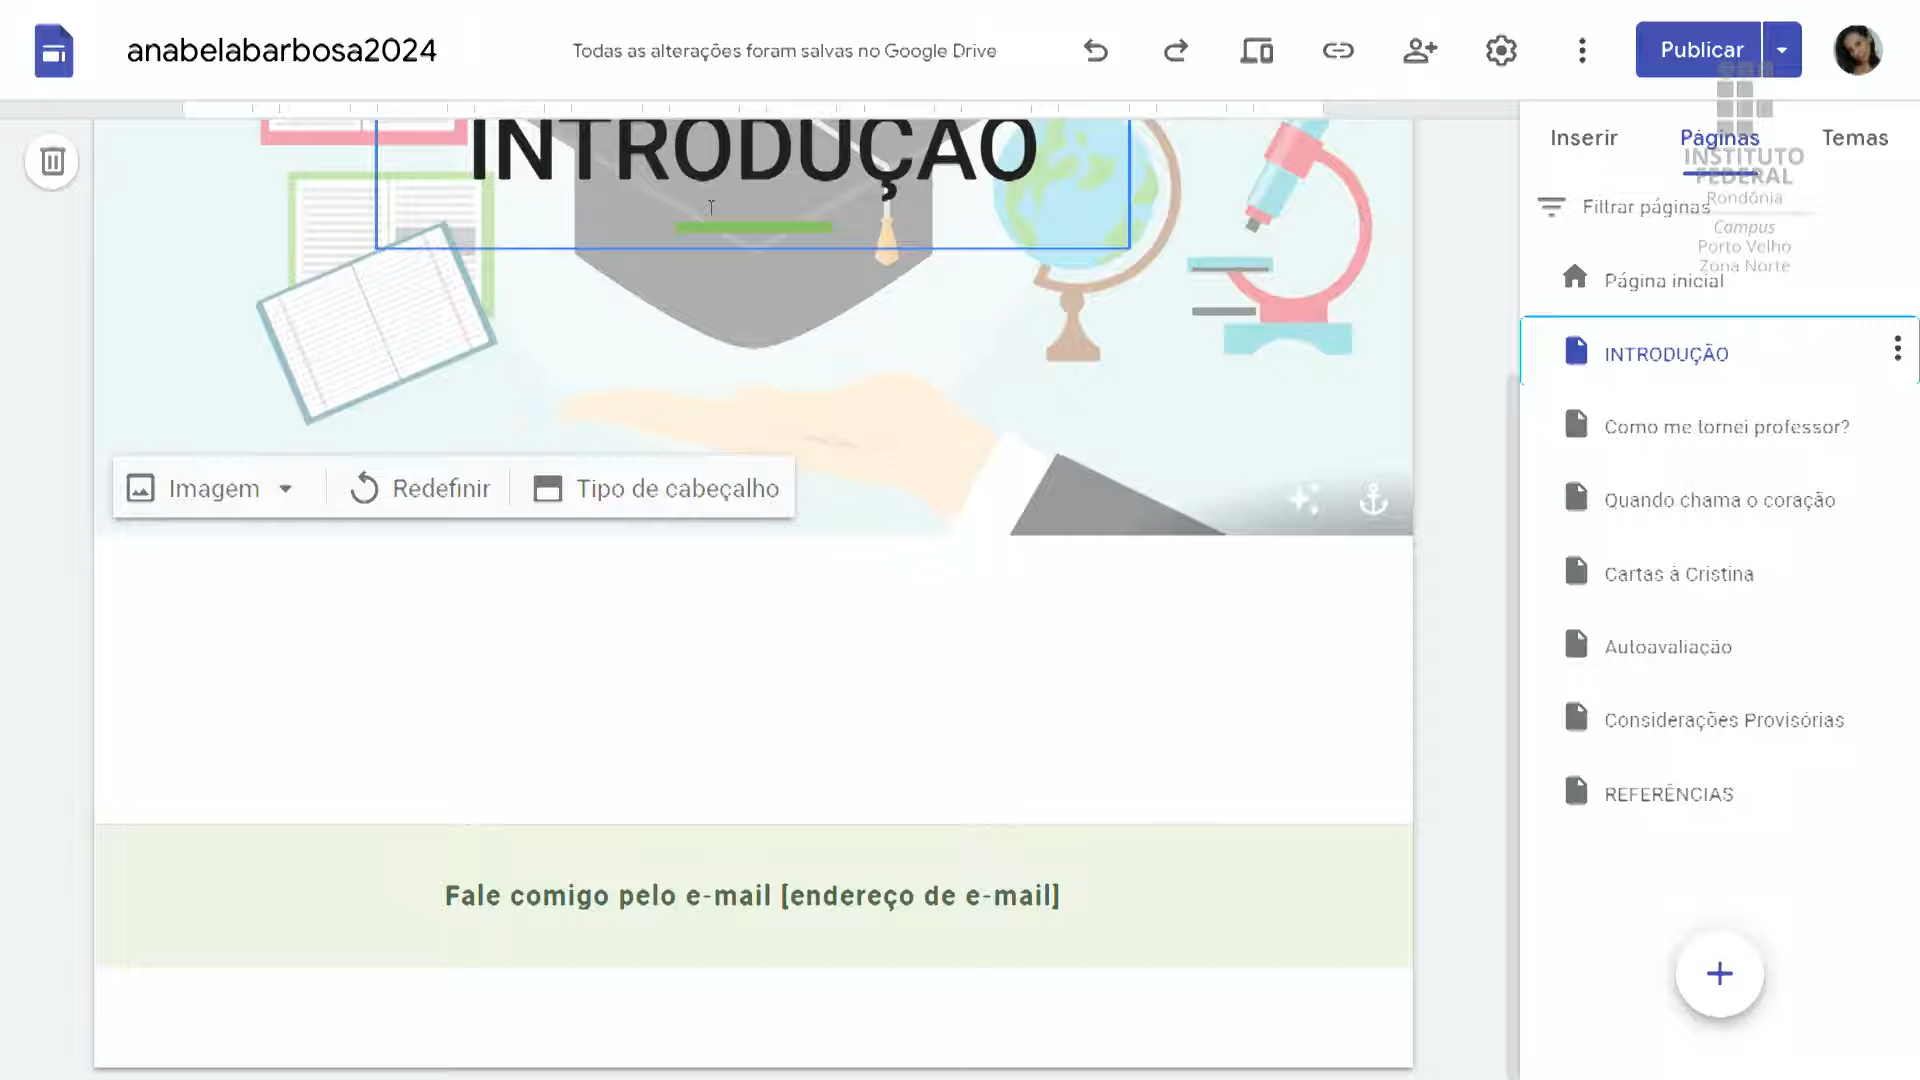 anabelabarbosa2024
Todas as alterações foram salvas no Google Drive
Publicar
Inserir
Páginas
Temas
INSTITUTO
FEDERAL
Rondônia
Campus
Porto Velho
Zona Norte
Filtrar páginas
Página inicial
INTRODUÇÃO
Como me tornei professor?
Quando chama o coração
Cartas à Cristina
Autoavaliação
Considerações Provisórias
REFERÊNCIAS
INTRODUÇÃO
Imagem
Redefinir
Tipo de cabeçalho
Fale comigo pelo e-mail [endereço de e-mail]